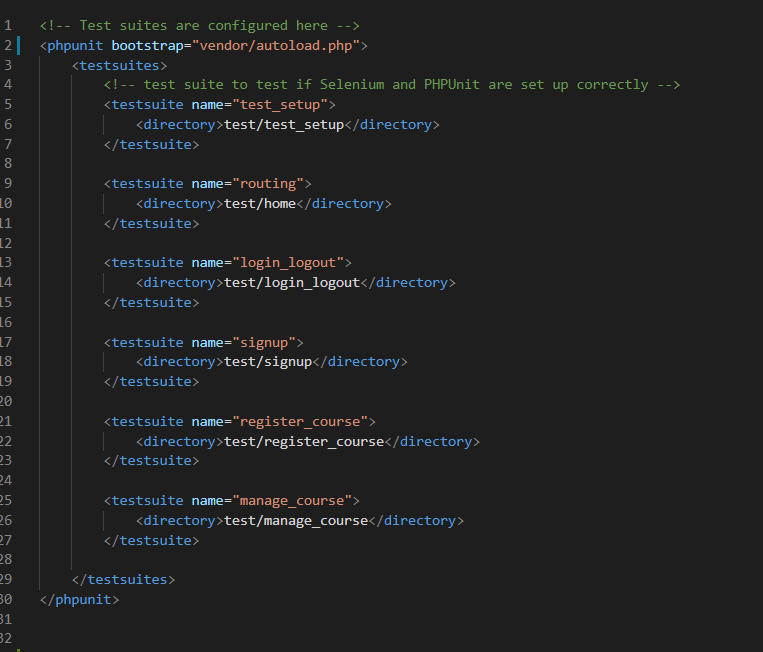 1 <!-- Test suites are configured here -->
2 <phpunit bootstrap="vendor/autoload.php">
3 <testsuites>
4 <!-- test suite to test if Selenium and PHPUnit are set up correctly -->
5 <testsuite name="test_setup">
6 <directory>test/test_setup</directory>
7 </testsuite>
8
9 <testsuite name="routing">
10 <directory>test/home</directory>
11 </testsuite>
12
13 <testsuite name="login_logout">
14 <directory>test/login_logout</directory>
15 </testsuite>
16
17 <testsuite name="signup">
18 <directory>test/signup</directory>
19 </testsuite>
20
21 <testsuite name="register_course">
22 <directory>test/register_course</directory>
23 </testsuite>
24
25 <testsuite name="manage_course">
26 <directory>test/manage_course</directory>
27 </testsuite>
28
29 </testsuites>
30 </phpunit>
31
32